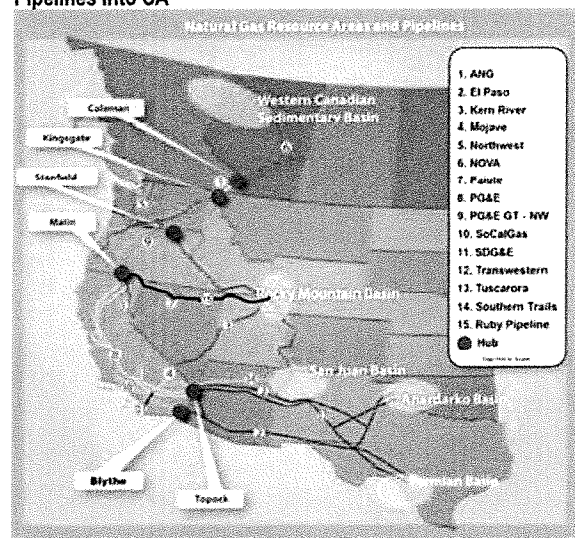 Pipelines into CA
Natural Gas Resource Areas and Pipelines
Western Canadian
Sedimentary Basin
Coleman
Kingsgate
Stanfield
Malin
Rocky Mountain Basin
San Juan Basin
Anardarko Basin
Permian Basin
Blythe
Topock
1. ANG
2. El Paso
3. Kern River
4. Mojave
5. Northwest
6. NOVA
7. Paiute
8. PG&E
9. PG&E GT - NW
10. SoCalGas
11. SDG&E
12. Transwestern
13. Tuscarora
14. Southern Trails
15. Ruby Pipeline
Hub